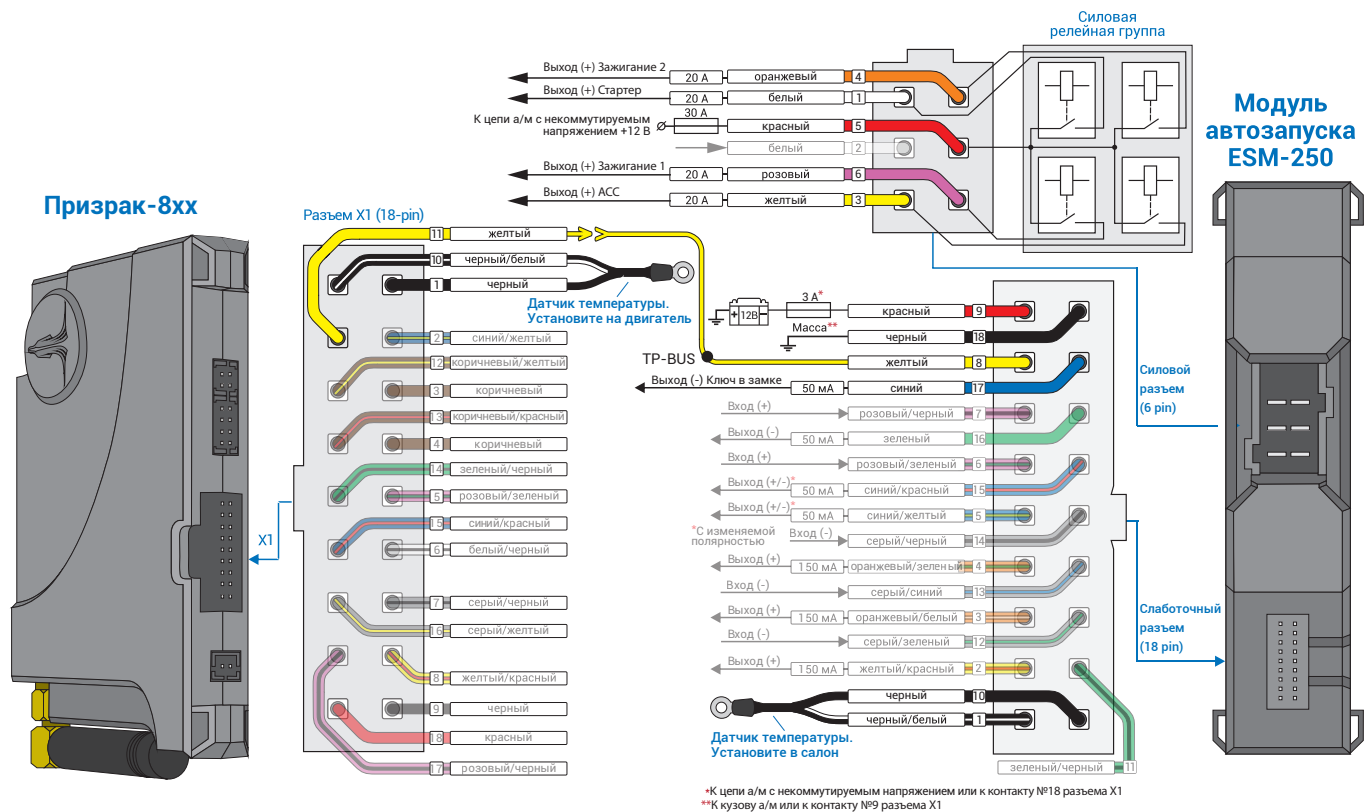 Силовая
релейная группа
Выход (+) Зажигание 2
20 А
оранжевый
4
Выход (+) Стартер
20 А
белый
1
К цепи а/м с некоммутируемым
напряжением +12 В
30 А
красный
5
белый
2
Выход (+) Зажигание 1
20 А
розовый
6
Выход (+) АСС
20 А
желтый
3
Модуль
автозапуска
ESM-250
Призрак-8xx
Разъем X1 (18-pin)
11
желтый
10
черный/белый
1
черный
Датчик температуры.
Установите на двигатель
2
синий/желтый
12
коричневый/желтый
3
коричневый
13
коричневый/красный
4
коричневый
14
зеленый/черный
5
розовый/зеленый
15
синий/красный
6
белый/черный
7
серый/черный
16
серый/желтый
8
желтый/красный
9
черный
18
красный
17
розовый/черный
X1
TP-BUS
+ 12В -
3 А*
красный
9
Масса**
черный
18
желтый
8
Выход (-) Ключ в замке
50 мА
синий
17
Вход (+)
розовый/черный
7
Выход (-)
50 мА
зеленый
16
Вход (+)
розовый/зеленый
6
Выход (+/-)*
50 мА
синий/красный
15
Выход (+/-)*
50 мА
синий/желтый
5
*С изменяемой
полярностью
Вход (-)
серый/черный
14
Выход (+)
150 мА
оранжевый/зеленый
4
Вход (-)
серый/синий
13
Выход (+)
150 мА
оранжевый/белый
3
Вход (-)
серый/зеленый
12
Выход (+)
150 мА
желтый/красный
2
черный
10
черный/белый
1
Датчик температуры.
Установите в салон
зеленый/черный
11
Силовой
разъем
(6 pin)
Слаботочный
разъем
(18 pin)
*К цепи а/м с некоммутируемым напряжением или к контакту №18 разъема X1
**К кузову а/м или к контакту №9 разъема X1